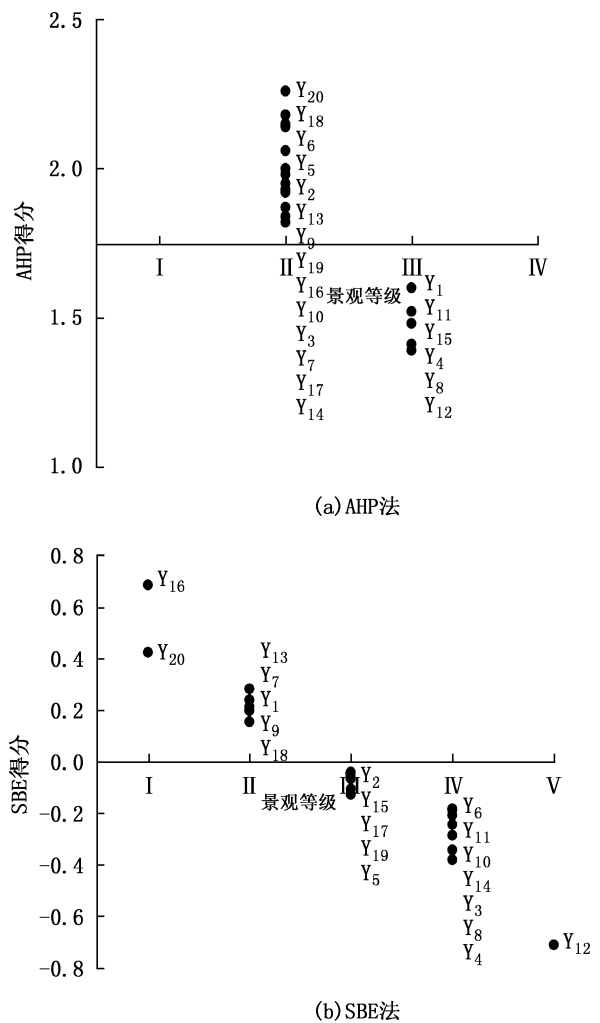 2.5
Y20
Y18
Y6
2.0
Y5
Y2
Y13
Y9
AHP得分
I II III IV
Y19
Y16
景观等级
Y1
Y10
Y11
1.5
Y3
Y15
Y7
Y4
Y17
Y8
Y14
Y12
1.0
(a)AHP法
0.8
Y16
0.6
Y20
Y13
0.4
Y7
0.2
Y1
Y9
Y18
SBE得分
0.0
I II III IV V
Y2
景观等级
Y15
Y17
Y19
Y5
Y6
-0.2
Y11
Y10
-0.4
Y14
Y3
-0.6
Y8
Y4
Y12
-0.8
(b)SBE法